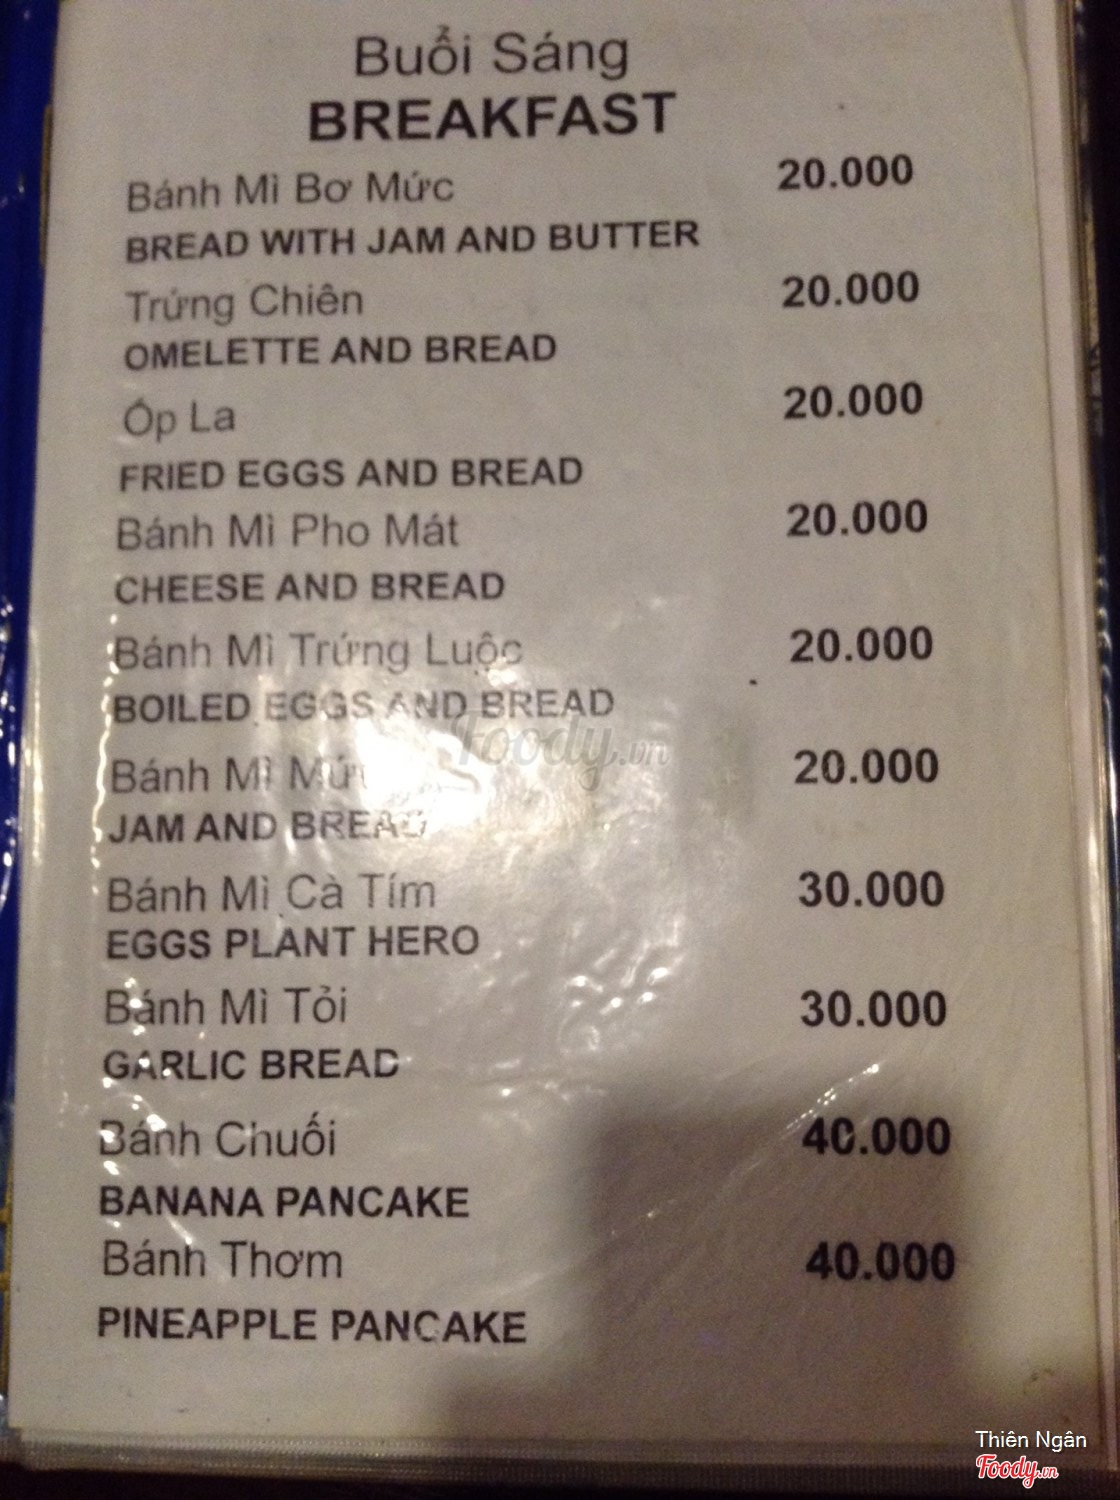 Buổi Sáng
BREAKFAST
Bánh Mì Bơ Mức 20.000
BREAD WITH JAM AND BUTTER
Trứng Chiên 20.000
OMELETTE AND BREAD
Ốp La 20.000
FRIED EGGS AND BREAD
Bánh Mì Pho Mát 20.000
CHEESE AND BREAD
Bánh Mì Trứng Luộc 20.000
BOILED EGGS AND BREAD
Foody.vn
Bánh Mì 20.000
JAM AND BREAD
Bánh Mì Cà Tím 30.000
EGGS PLANT HERO
Bánh Mì Tỏi 30.000
GARLIC BREAD
Bánh Chuối 40.000
BANANA PANCAKE
Bánh Thơm 40.000
PINEAPPLE PANCAKE
Thiên Ngân
Foody.vn